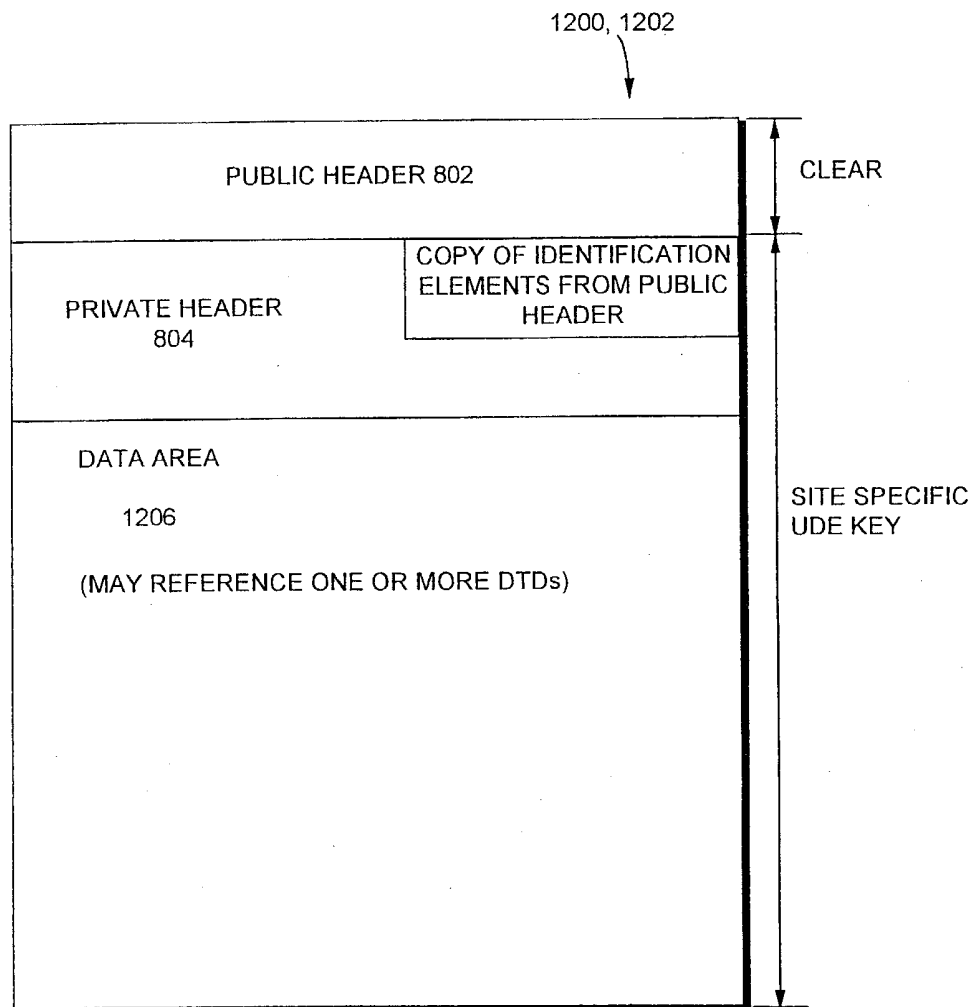 1200, 1202
PUBLIC HEADER 802
CLEAR
COPY OF IDENTIFICATION
ELEMENTS FROM PUBLIC
HEADER
PRIVATE HEADER
804
DATA AREA
1206
(MAY REFERENCE ONE OR MORE DTDs)
SITE SPECIFIC
UDE KEY